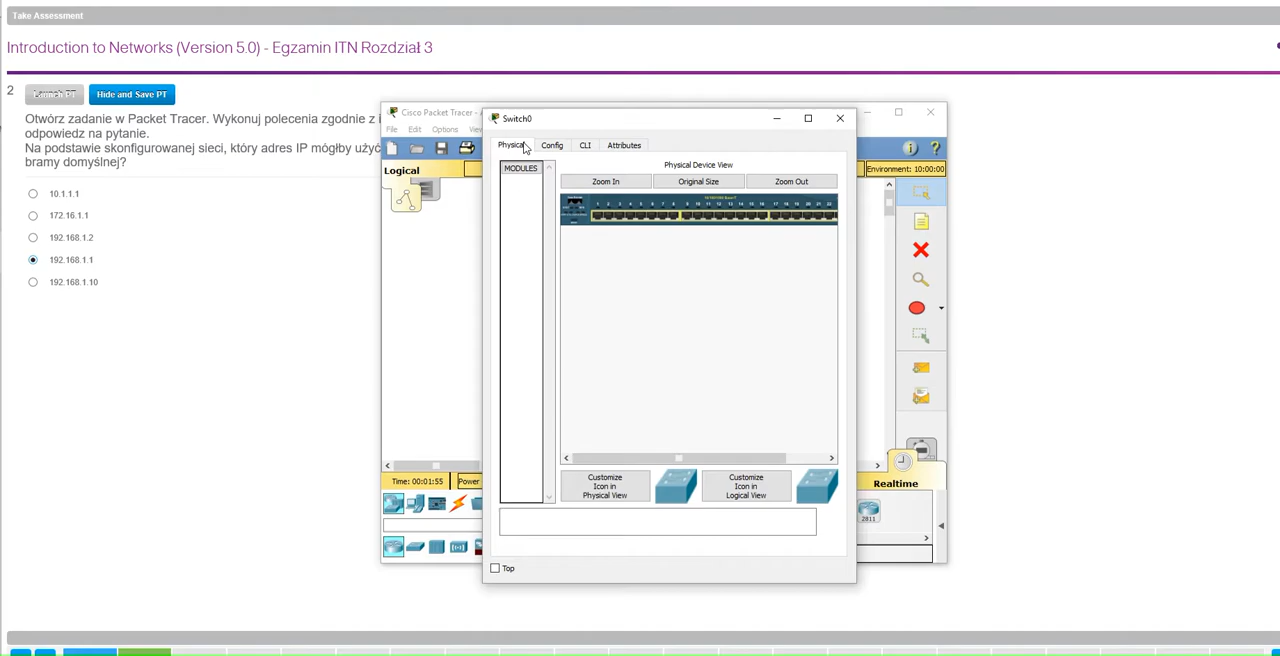 Take Assessment
Introduction to Networks (Version 5.0) - Egzamin ITN Rozdział 3
2
Launch PT
Hide and Save PT
Otwórz zadanie w Packet Tracer. Wykonuj polecenia zgodnie z i
odpowiedz na pytanie.
Na podstawie skonfigurowanej sieci, który adres IP mógłby użyć
bramy domyślnej?
10.1.1.1
172.16.1.1
192.168.1.2
192.168.1.1
192.168.1.10
Cisco Packet Tracer -
File Edit Options
Logical
Environment: 10:00:00
Time: 00:01:55
Power
Realtime
2811
Switch0
Physical Config CLI Attributes
MODULES
Physical Device View
Zoom In Original Size Zoom Out
Customize
Icon in
Physical View
Customize
Icon in
Logical View
Top